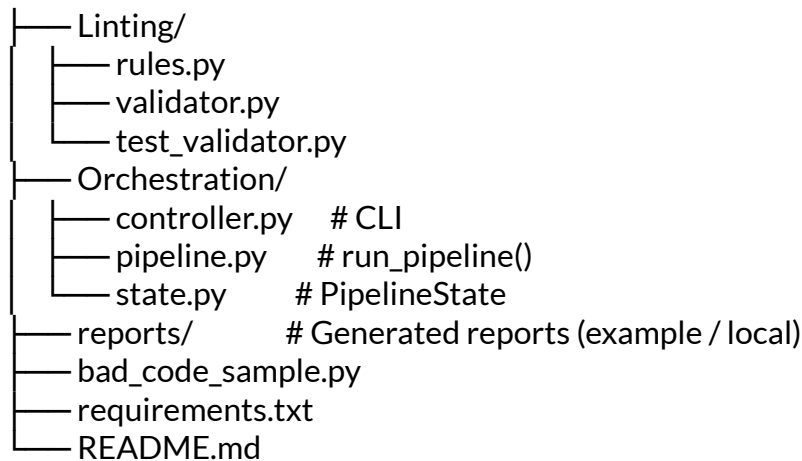 ├── Linting/
│   ├── rules.py
│   ├── validator.py
│   └── test_validator.py
├── Orchestration/
│   ├── controller.py     # CLI
│   ├── pipeline.py       # run_pipeline()
│   └── state.py          # PipelineState
├── reports/              # Generated reports (example / local)
├── bad_code_sample.py
├── requirements.txt
└── README.md